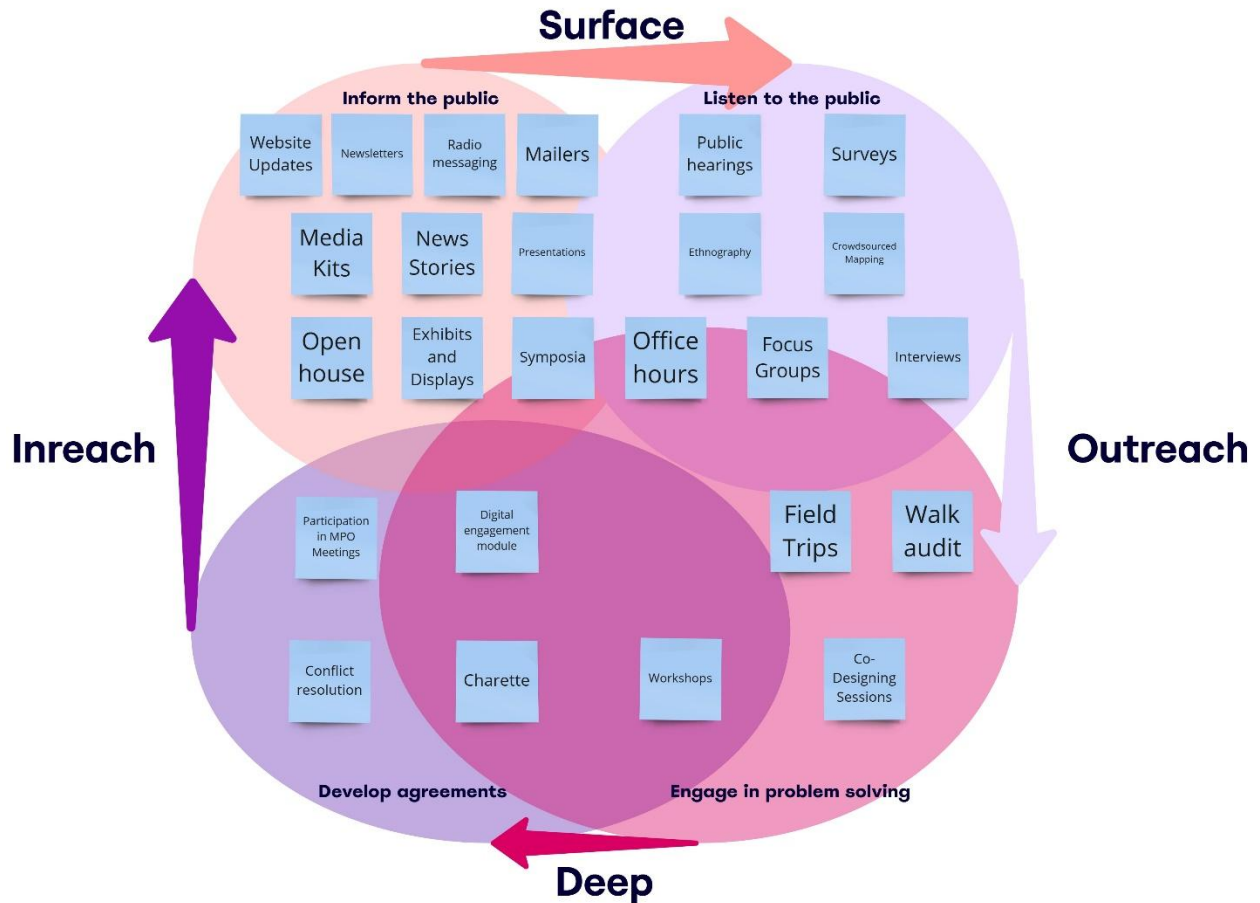 Surface
Inform the public
Listen to the public
Website
Updates
Newsletters
Radio
messaging
Mailers
Public
hearings
Surveys
Media
Kits
News
Stories
Presentations
Ethnography
Crowdsourced
Mapping
Open
house
Exhibits
and
Displays
Symposia
Office
hours
Focus
Groups
Interviews
Inreach
Outreach
Participation
in MPO
Meetings
Digital
engagement
module
Field
Trips
Walk
audit
Conflict
resolution
Charette
Workshops
Co-
Designing
Sessions
Develop agreements
Engage in problem solving
Deep